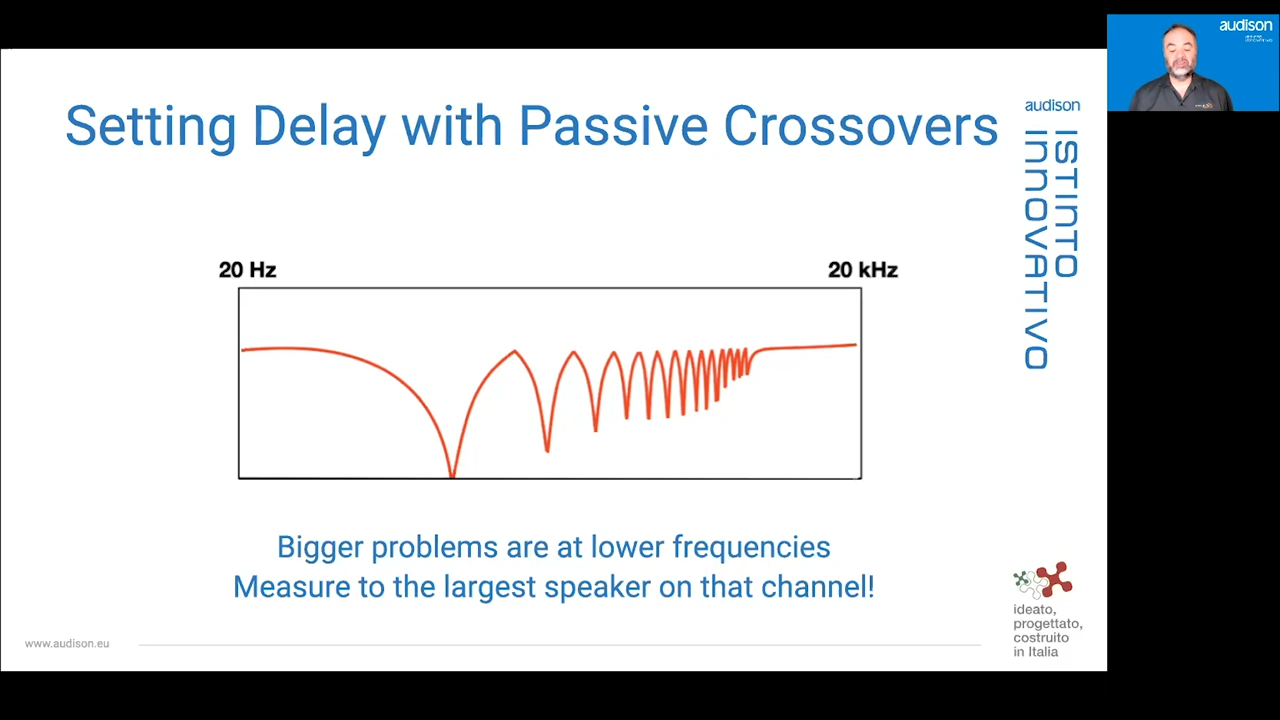 Setting Delay with Passive Crossovers
audison
ISTINTO
INNOVATIVO
20 Hz
20 kHz
Bigger problems are at lower frequencies
Measure to the largest speaker on that channel!
ideato,
progettato,
costruito
in Italia
www.audison.eu
audison